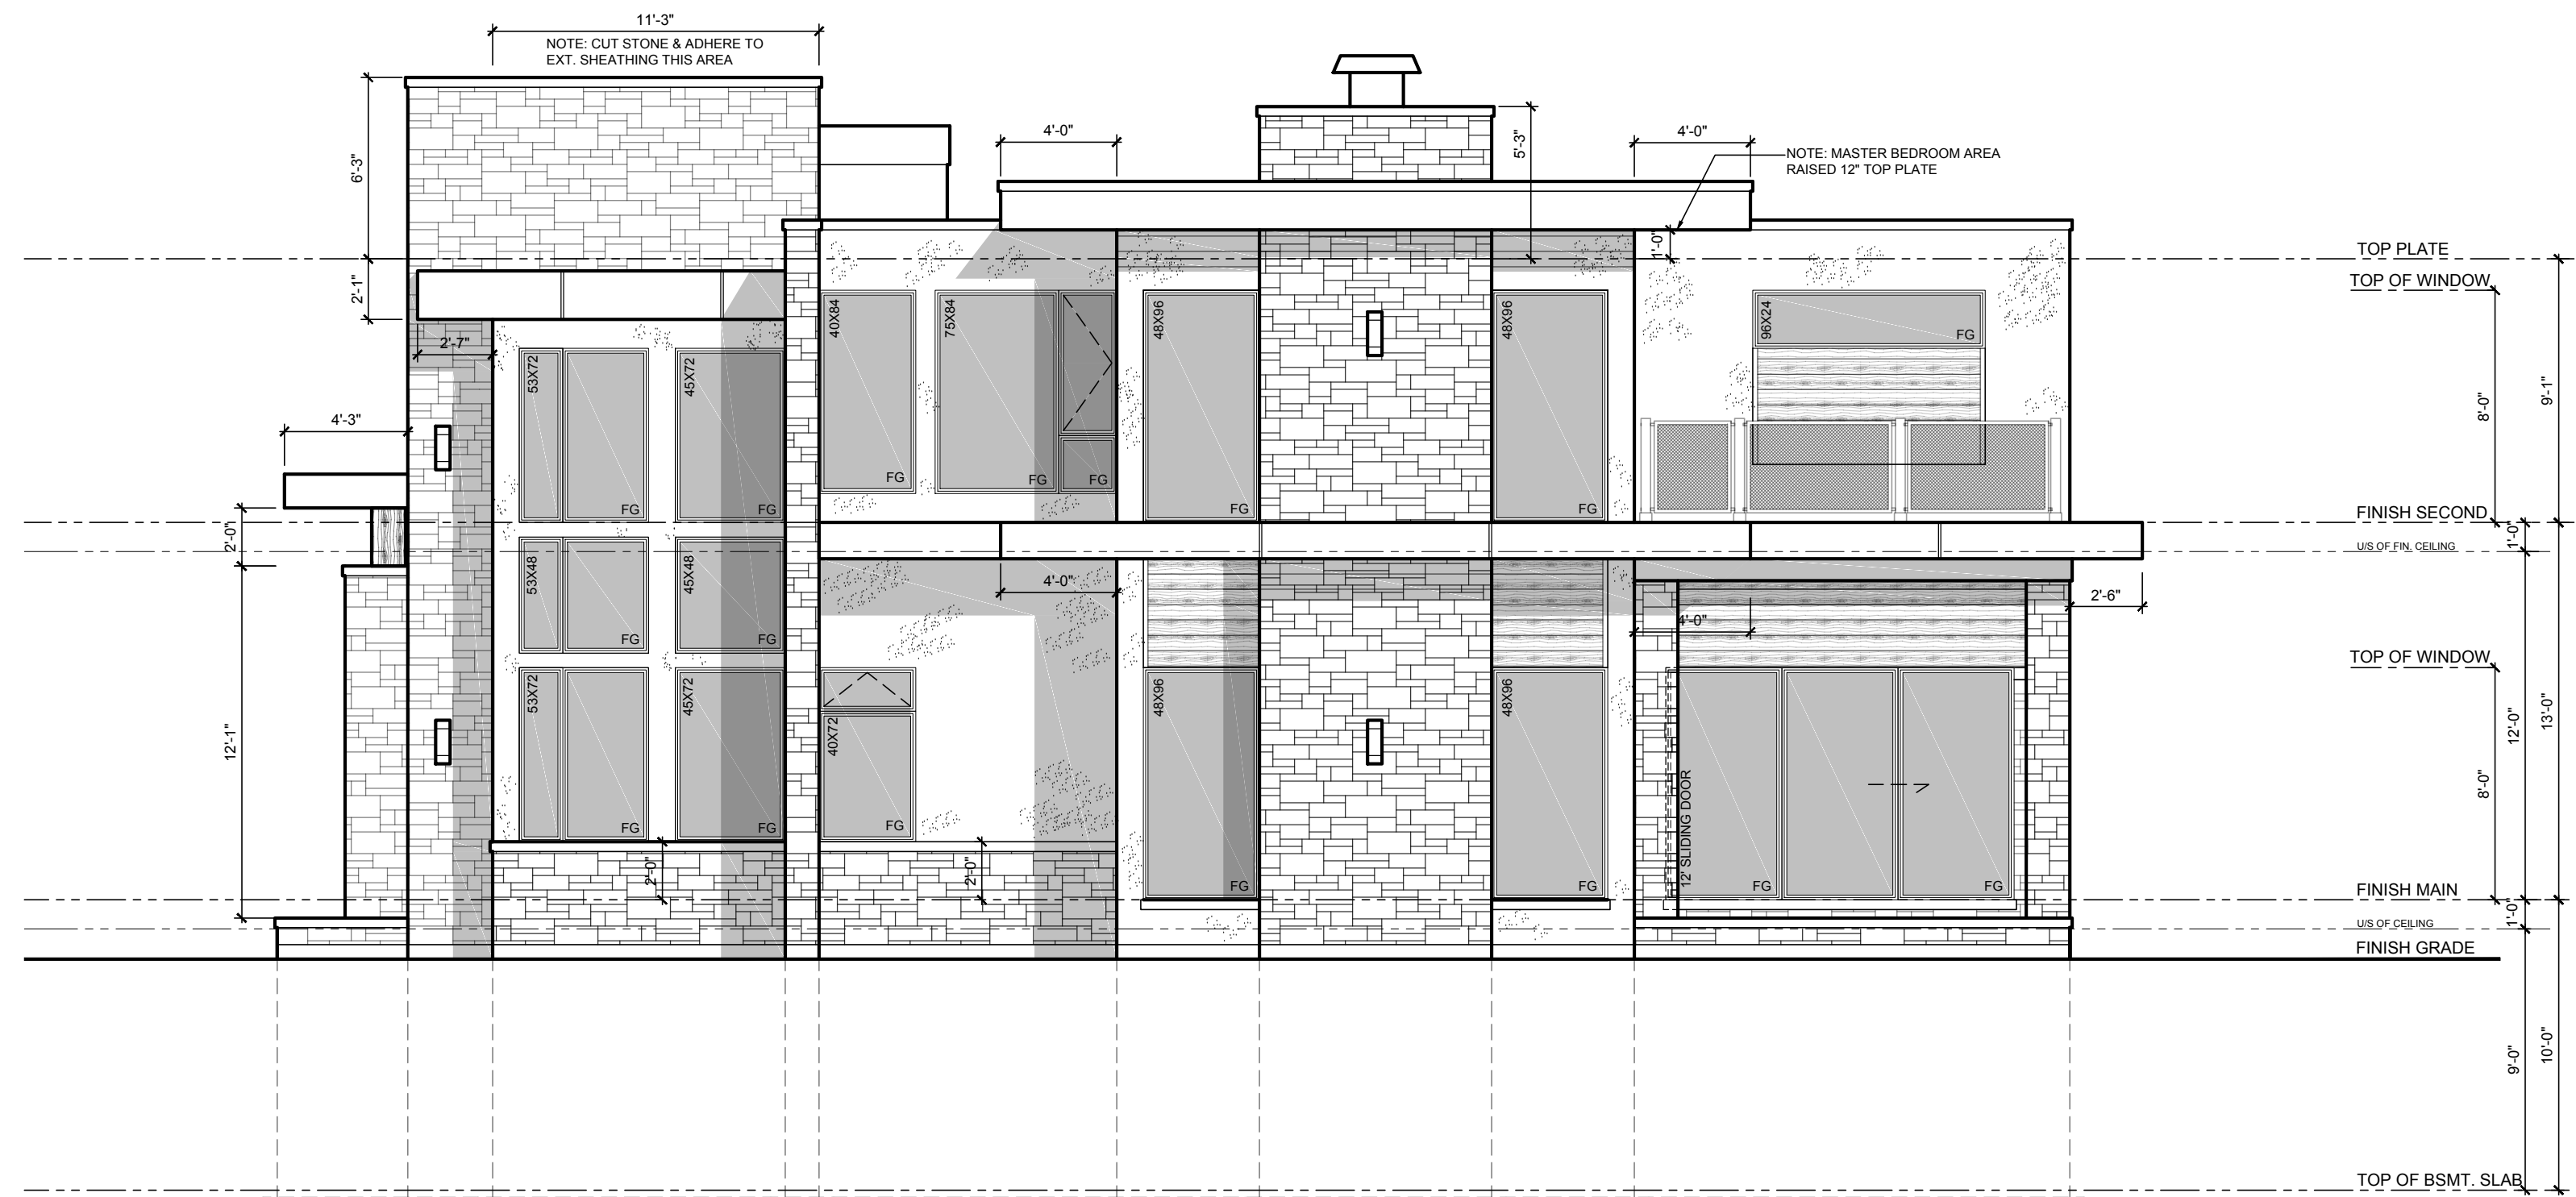 11'-3"
NOTE: CUT STONE & ADHERE TO
EXT. SHEATHING THIS AREA
6'-3"
4'-0"
5'-3"
4'-0"
NOTE: MASTER BEDROOM AREA
RAISED 12" TOP PLATE
1'-0"
TOP PLATE
TOP OF WINDOW
2'-1"
2'-7"
53X72
FG
45X72
FG
40X84
FG
75X84
FG
FG
48X96
FG
48X96
FG
96X24
FG
8'-0"
9'-1"
4'-3"
2'-0"
FINISH SECOND
U/S OF FIN. CEILING
1'-0"
53X48
FG
45X48
FG
4'-0"
4'-0"
2'-6"
TOP OF WINDOW
12'-1"
53X72
FG
45X72
FG
40X72
FG
48X96
FG
48X96
FG
12' SLIDING DOOR
FG
FG
8'-0"
12'-0"
13'-0"
2'-0"
2'-0"
FINISH MAIN
U/S OF CEILING
1'-0"
FINISH GRADE
9'-0"
10'-0"
TOP OF BSMT. SLAB